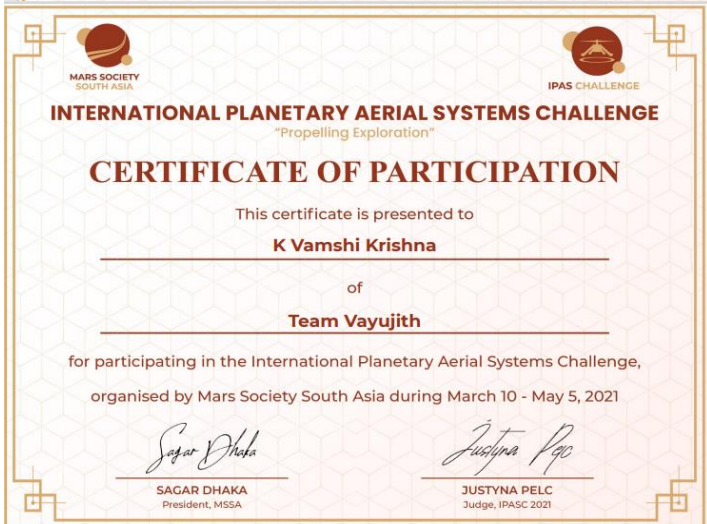 MARS SOCIETY
SOUTH ASIA
IPAS CHALLENGE
INTERNATIONAL PLANETARY AERIAL SYSTEMS CHALLENGE
"Propelling Exploration"
CERTIFICATE OF PARTICIPATION
This certificate is presented to
K Vamshi Krishna
of
Team Vayujith
for participating in the International Planetary Aerial Systems Challenge,
organised by Mars Society South Asia during March 10 - May 5, 2021
Sagar Dhaka
Justyna Pelc
SAGAR DHAKA
JUSTYNA PELC
President, MSSA
Judge, IPASC 2021